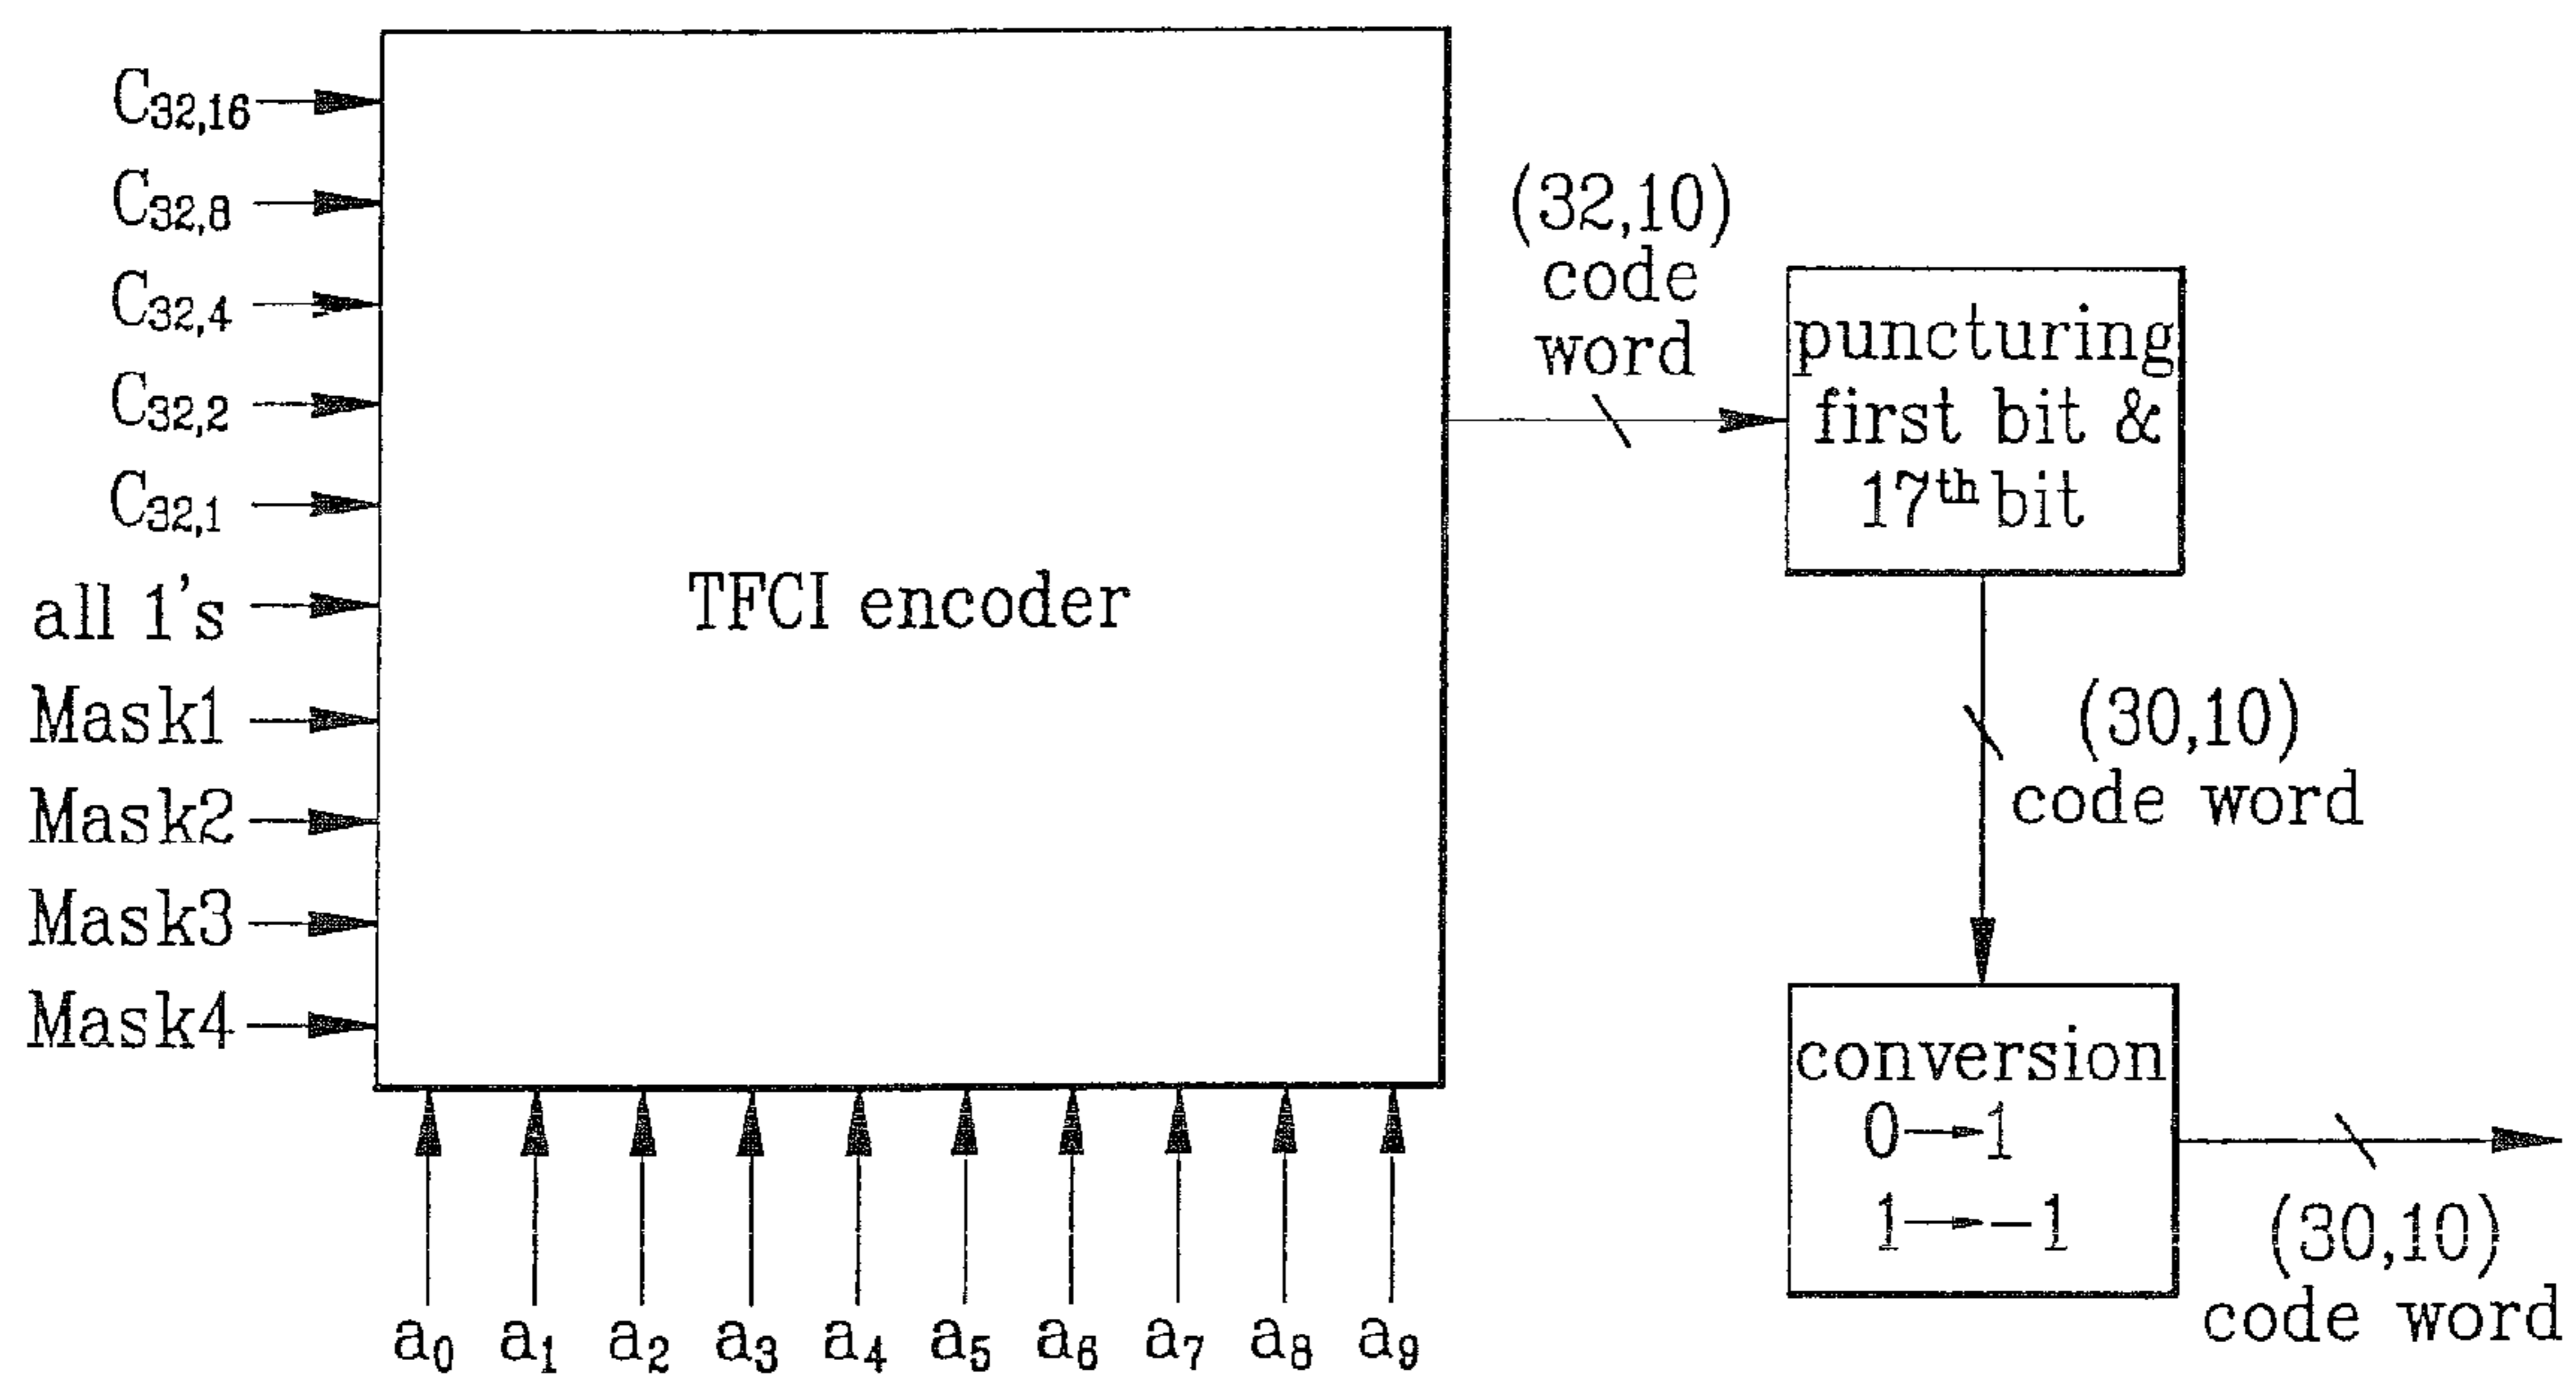 C32,16
C32,8
C32,4
C32,2
C32,1
all 1's
Mask1
Mask2
Mask3
Mask4
TFCI encoder
a0 a1 a2 a3 a4 a5 a6 a7 a8 a9
(32,10)
code
word
puncturing
first bit &
17th bit
(30,10)
code word
conversion
0→1
1→-1
(30,10)
code word